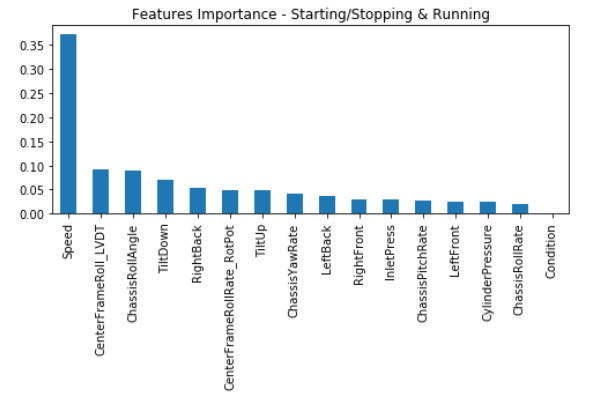 Features Importance - Starting/Stopping & Running
0.35
0.30
0.25
0.20
0.15
0.10
0.05
0.00
Speed
CenterFrameRoll_LVDT
ChassisRollAngle
TiltDown
RightBack
CenterFrameRollRate_RotPot
TiltUp
ChassisYawRate
LeftBack
RightFront
InletPress
ChassisPitchRate
LeftFront
CylinderPressure
ChassisRollRate
Condition